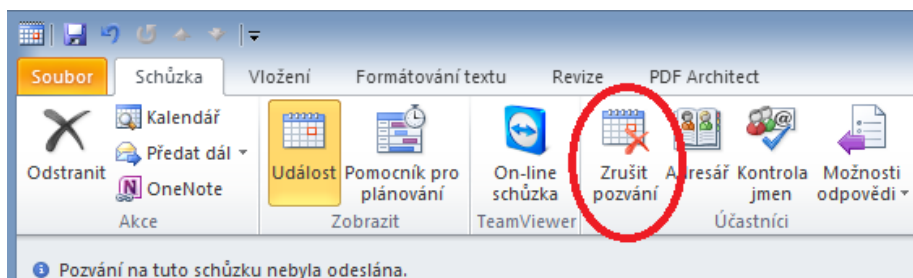 Soubor Schůzka Vložení Formátování textu Revize PDF Architect
Odstranit
Kalendář
Předat dál
OneNote
Akce
Událost
Pomocník pro
plánování
Zobrazit
On-line
schůzka
TeamViewer
Zrušit
pozvání
Adresář
Kontrola
jmen
Možnosti
odpovědi
Účastníci
Pozvání na tuto schůzku nebyla odeslána.